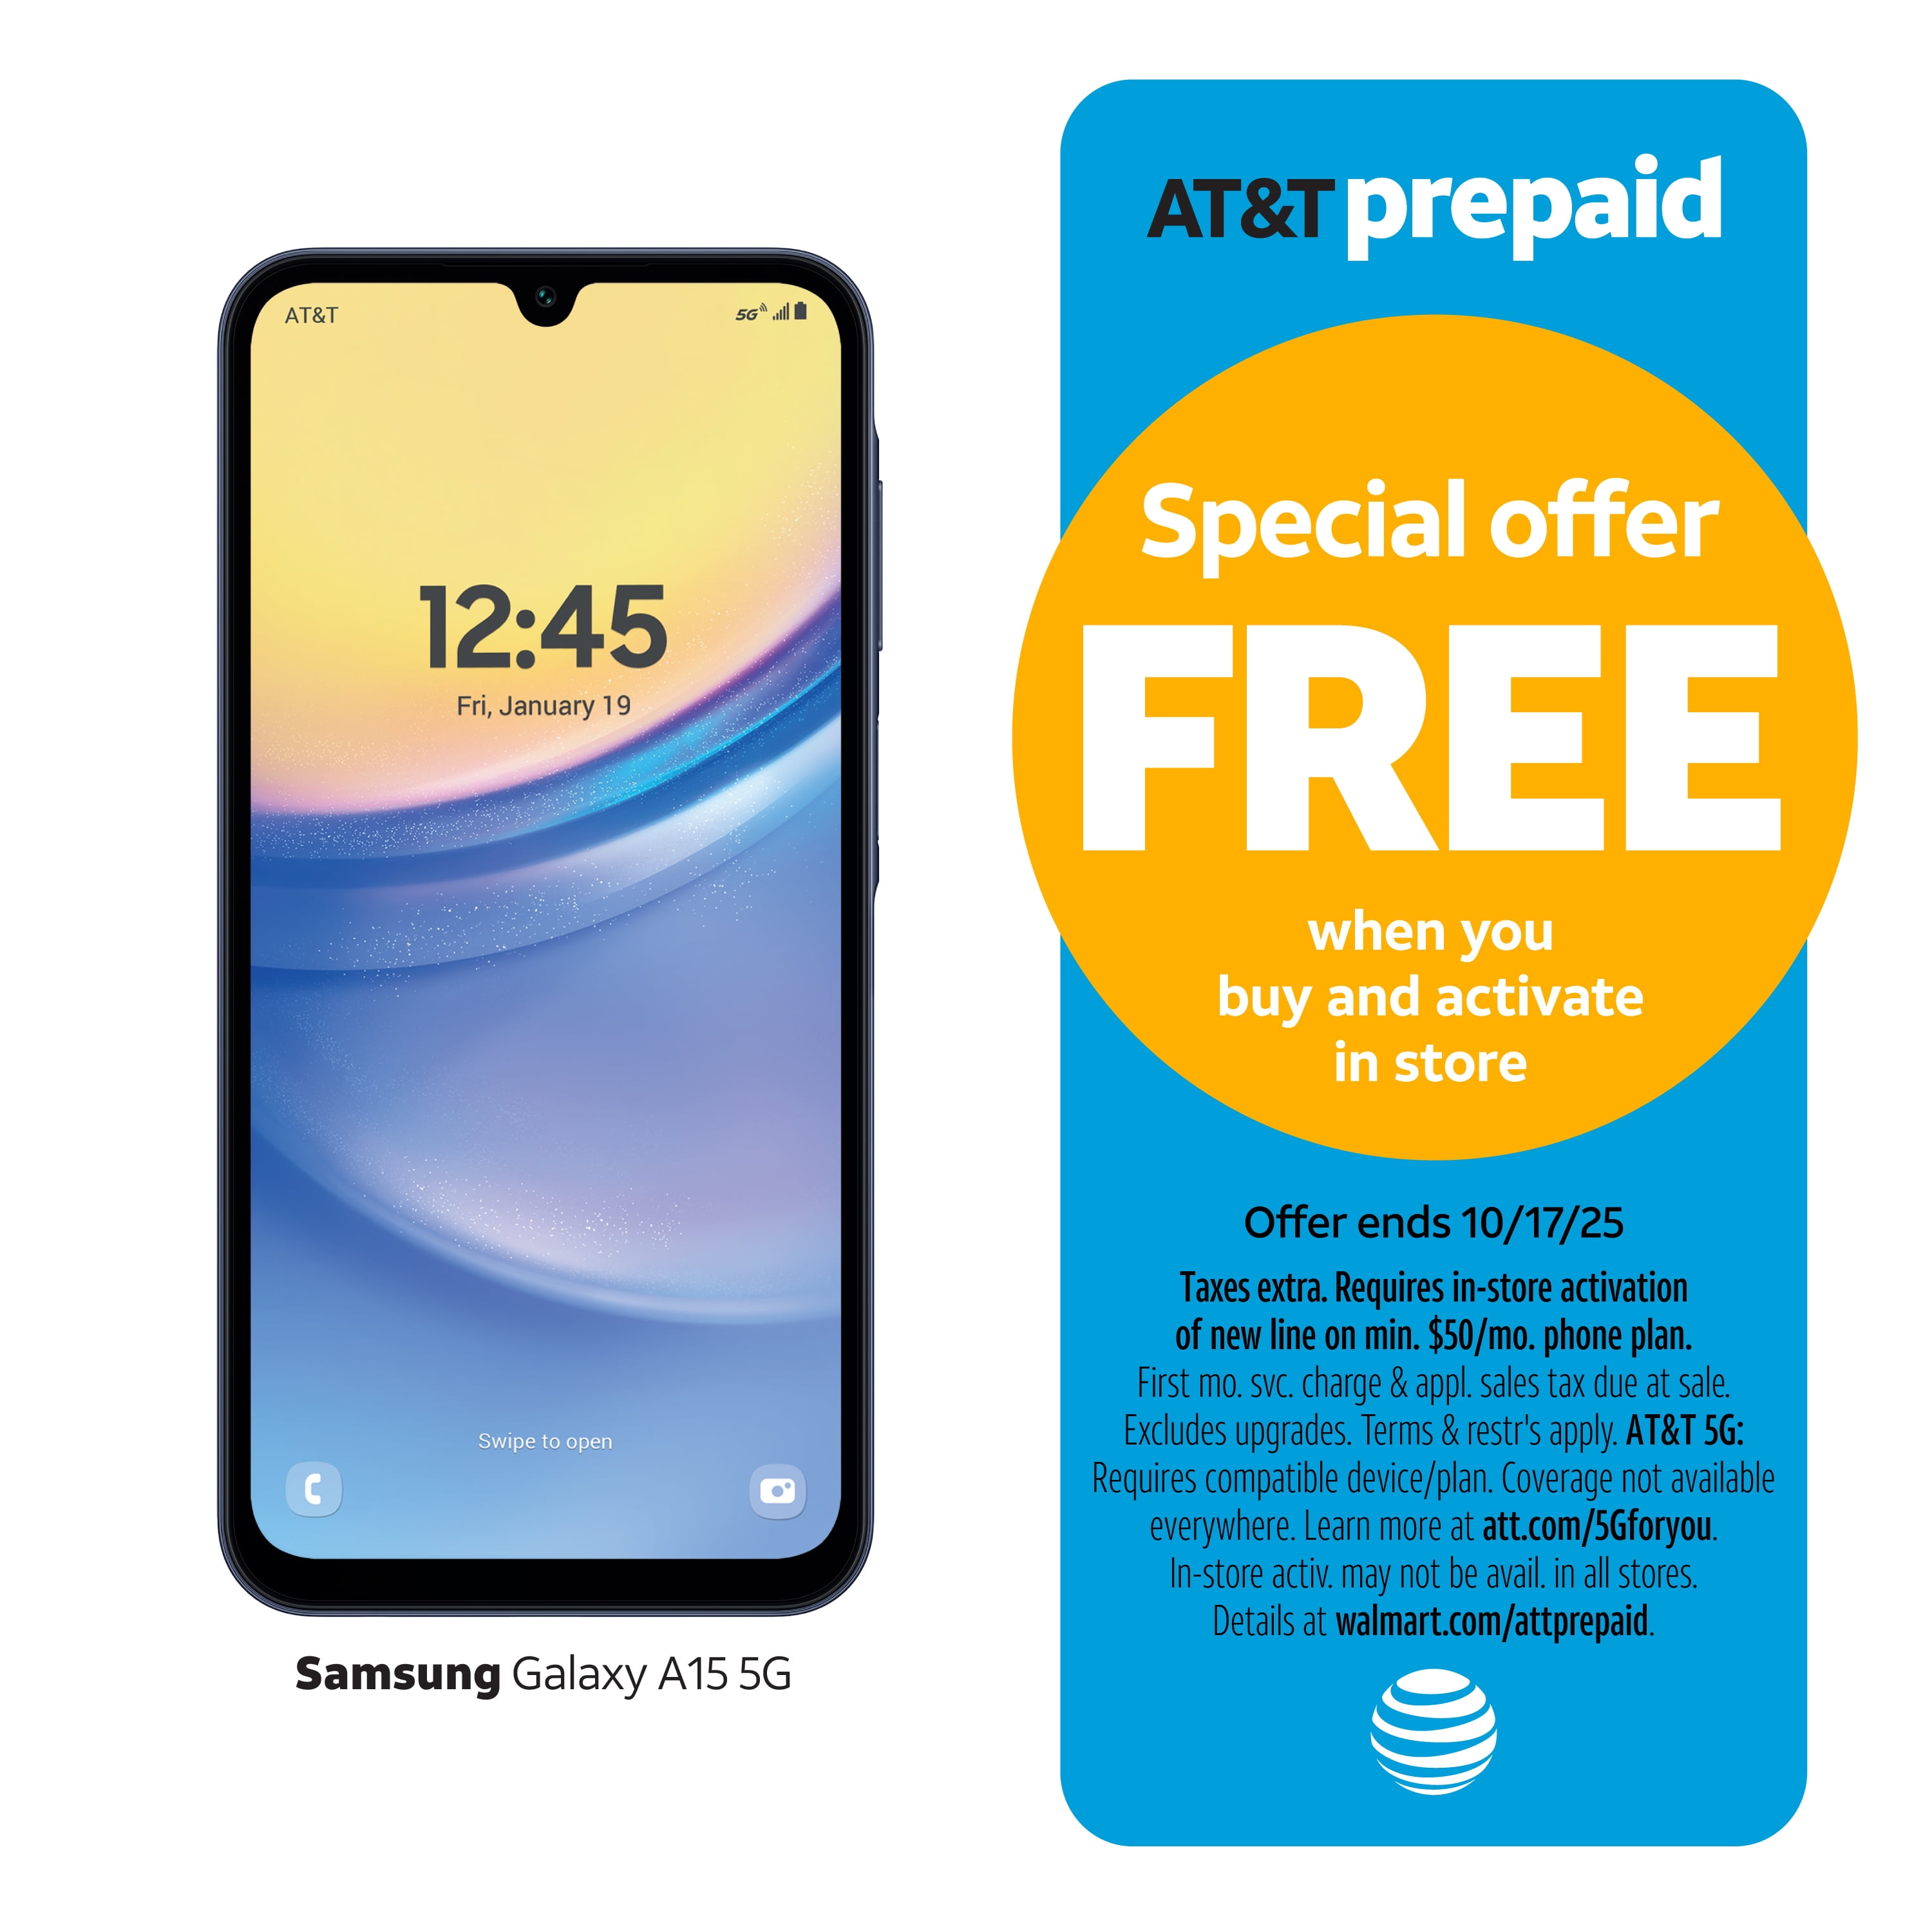 AT&T
5G
12:45
Fri, January 19
Swipe to open
Samsung Galaxy A15 5G
AT&T prepaid
Special offer
FREE
when you
buy and activate
in store
Offer ends 10/17/25
Taxes extra. Requires in-store activation
of new line on min. $50/mo. phone plan.
First mo. svc. charge & appl. sales tax due at sale.
Excludes upgrades. Terms & restr's apply. AT&T 5G:
Requires compatible device/plan. Coverage not available
everywhere. Learn more at att.com/5Gforyou.
In-store activ. may not be avail. in all stores.
Details at walmart.com/attprepaid.